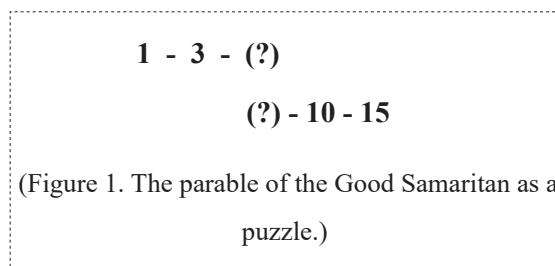 1 - 3 - (?)
(?) - 10 - 15
(Figure 1. The parable of the Good Samaritan as a
puzzle.)